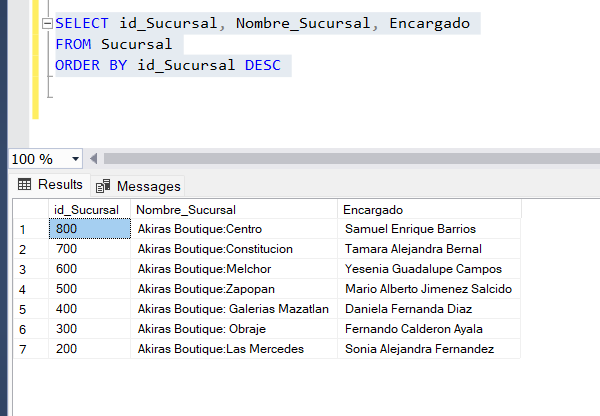 SELECT id_Sucursal, Nombre_Sucursal, Encargado
FROM Sucursal
ORDER BY id_Sucursal DESC
100 %
Results Messages
id_Sucursal Nombre_Sucursal Encargado
1 800 Akiras Boutique:Centro Samuel Enrique Barrios
2 700 Akiras Boutique:Constitucion Tamara Alejandra Bernal
3 600 Akiras Boutique:Melchor Yesenia Guadalupe Campos
4 500 Akiras Boutique:Zapopan Mario Alberto Jimenez Salcido
5 400 Akiras Boutique: Galerias Mazatlan Daniela Fernanda Diaz
6 300 Akiras Boutique: Obraje Fernando Calderon Ayala
7 200 Akiras Boutique:Las Mercedes Sonia Alejandra Fernandez